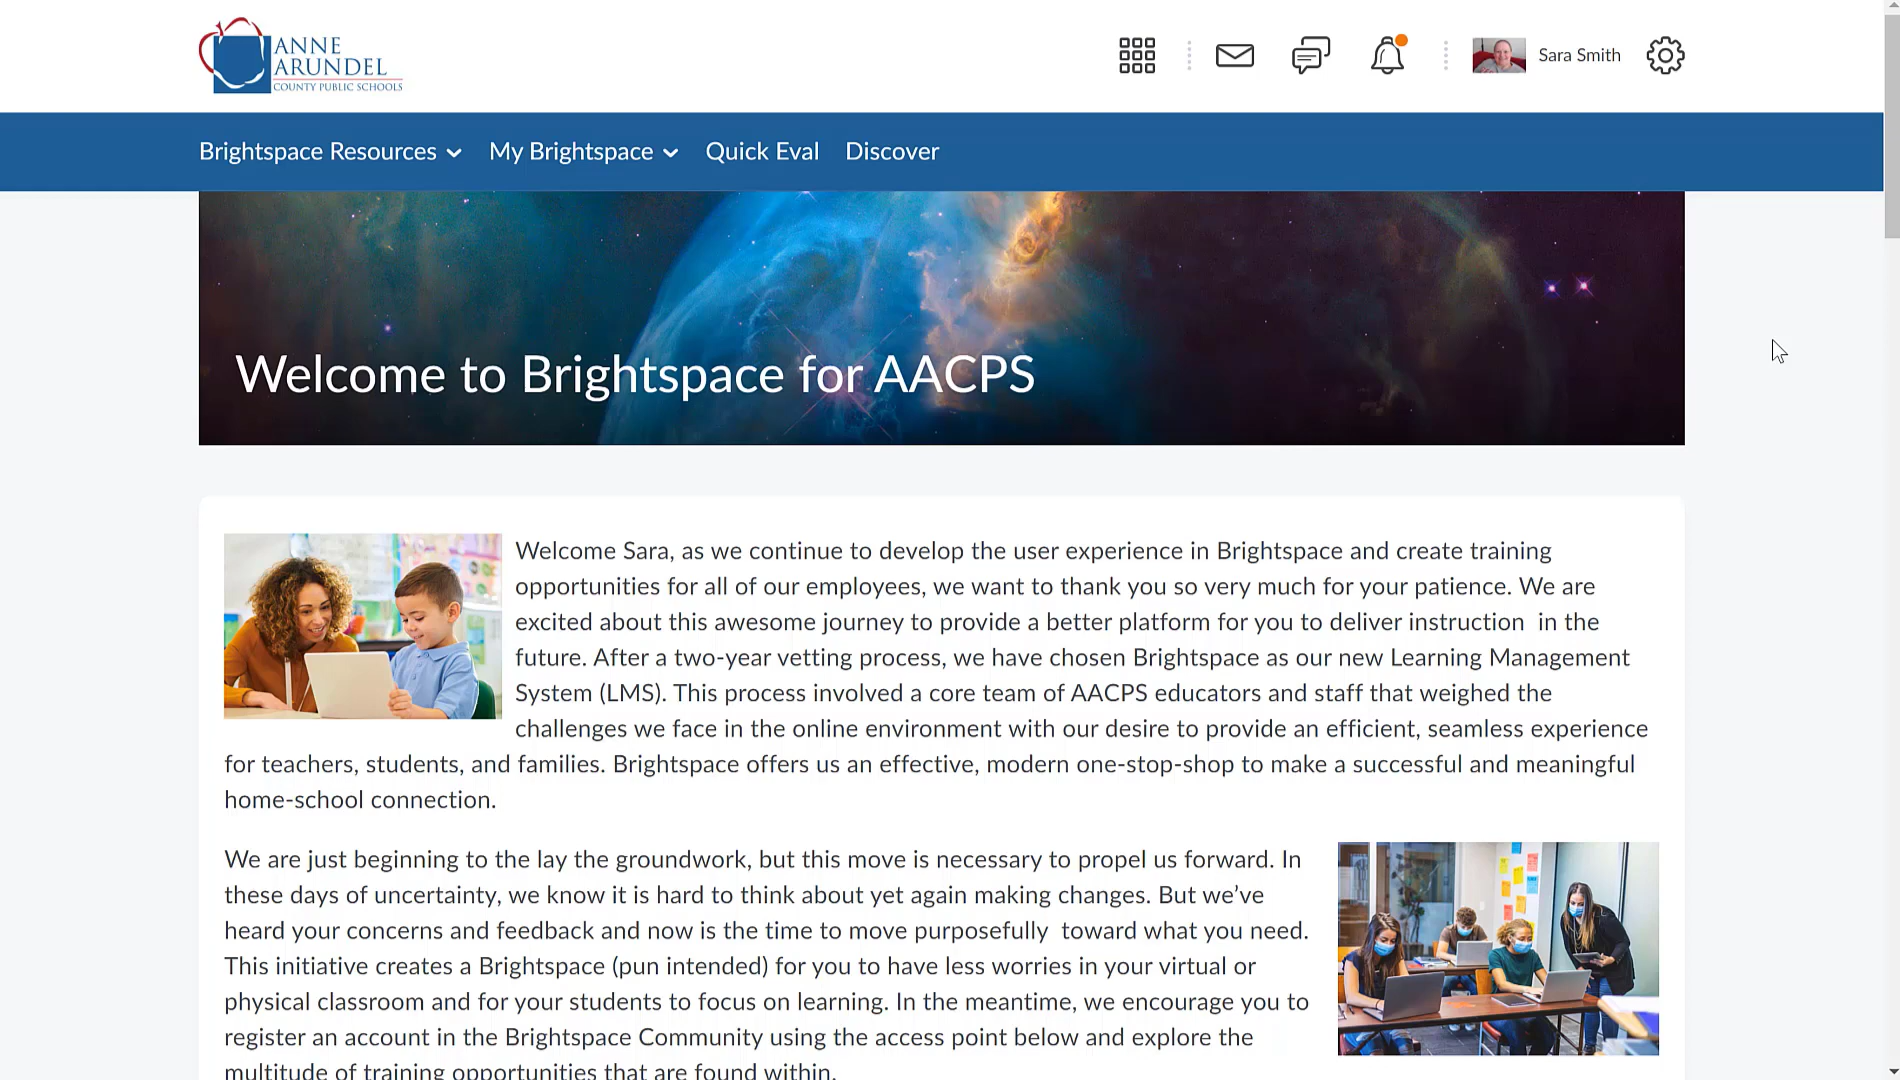 ANNE
ARUNDEL
COUNTY PUBLIC SCHOOLS
Sara Smith
Brightspace Resources
My Brightspace
Quick Eval
Discover
Welcome to Brightspace for AACPS
Welcome Sara, as we continue to develop the user experience in Brightspace and create training
opportunities for all of our employees, we want to thank you so very much for your patience. We are
excited about this awesome journey to provide a better platform for you to deliver instruction  in the
future. After a two-year vetting process, we have chosen Brightspace as our new Learning Management
System (LMS). This process involved a core team of AACPS educators and staff that weighed the
challenges we face in the online environment with our desire to provide an efficient, seamless experience
for teachers, students, and families. Brightspace offers us an effective, modern one-stop-shop to make a successful and meaningful
home-school connection.
We are just beginning to the lay the groundwork, but this move is necessary to propel us forward. In
these days of uncertainty, we know it is hard to think about yet again making changes. But we’ve
heard your concerns and feedback and now is the time to move purposefully  toward what you need.
This initiative creates a Brightspace (pun intended) for you to have less worries in your virtual or
physical classroom and for your students to focus on learning. In the meantime, we encourage you to
register an account in the Brightspace Community using the access point below and explore the
multitude of training opportunities that are found within.